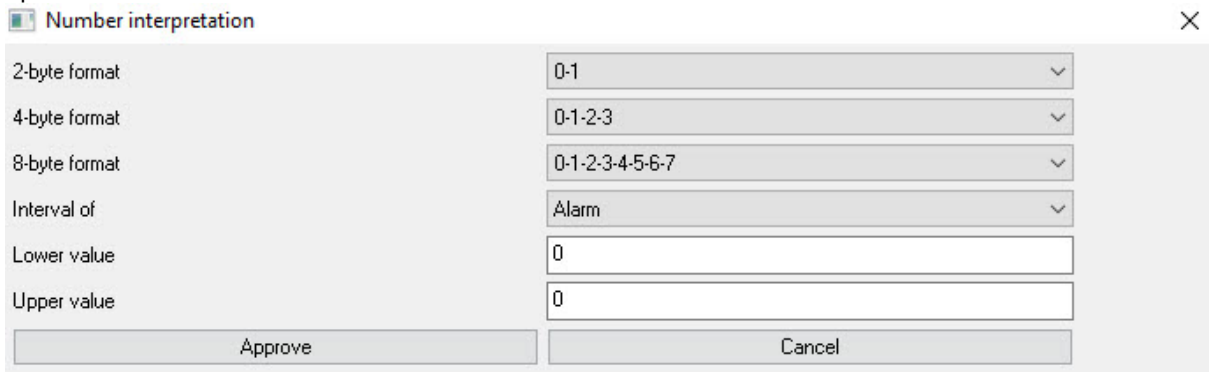 Number interpretation
2-byte format 0-1
4-byte format 0-1-2-3
8-byte format 0-1-2-3-4-5-6-7
Interval of Alarm
Lower value 0
Upper value 0
Approve Cancel